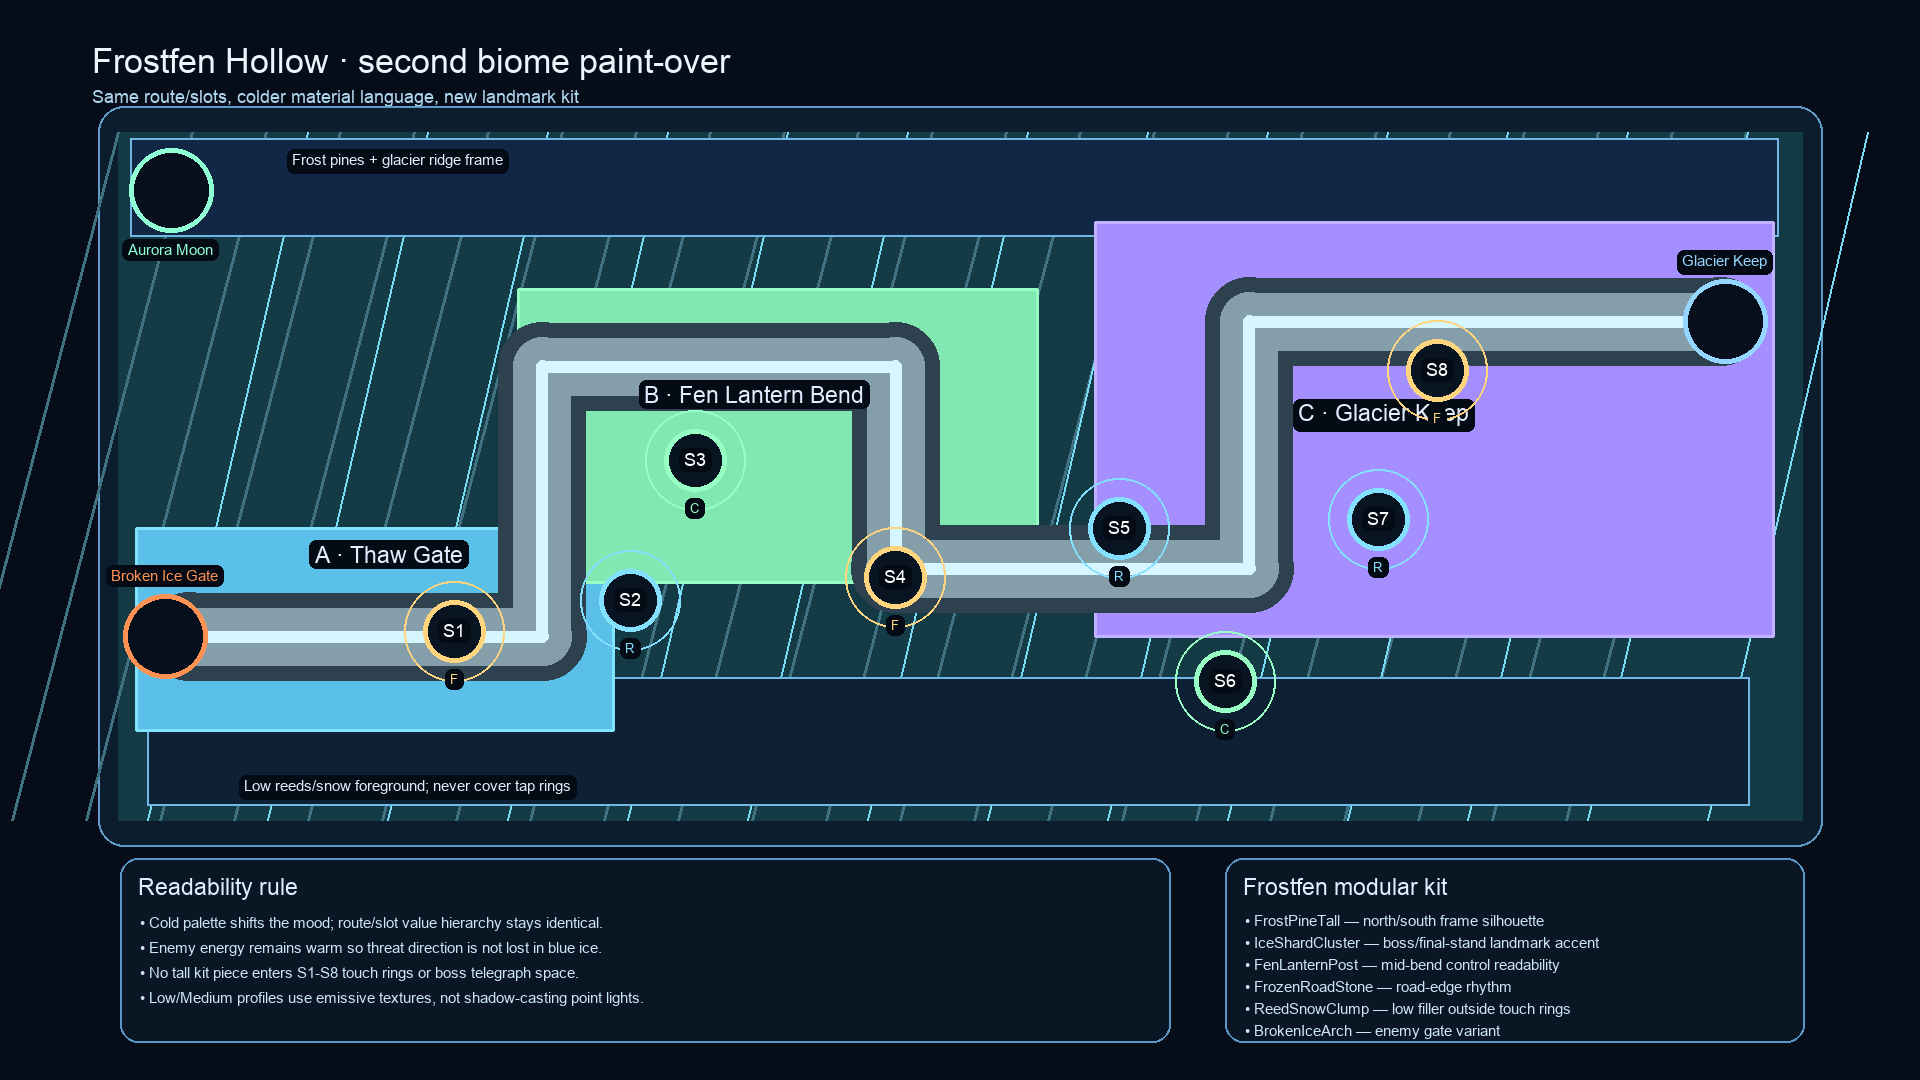 Frostfen Hollow · second biome paint-over
Same route/slots, colder material language, new landmark kit
Frost pines + glacier ridge frame
Aurora Moon
Glacier Keep
B · Fen Lantern Bend
S8
F
C · Glacier Keep
S3
C
S5
R
S7
R
A · Thaw Gate
Broken Ice Gate
S1
F
S2
R
S4
F
S6
C
Low reeds/snow foreground; never cover tap rings
Readability rule
• Cold palette shifts the mood; route/slot value hierarchy stays identical.
• Enemy energy remains warm so threat direction is not lost in blue ice.
• No tall kit piece enters S1-S8 touch rings or boss telegraph space.
• Low/Medium profiles use emissive textures, not shadow-casting point lights.
Frostfen modular kit
• FrostPineTall — north/south frame silhouette
• IceShardCluster — boss/final-stand landmark accent
• FenLanternPost — mid-bend control readability
• FrozenRoadStone — road-edge rhythm
• ReedSnowClump — low filler outside touch rings
• BrokenIceArch — enemy gate variant